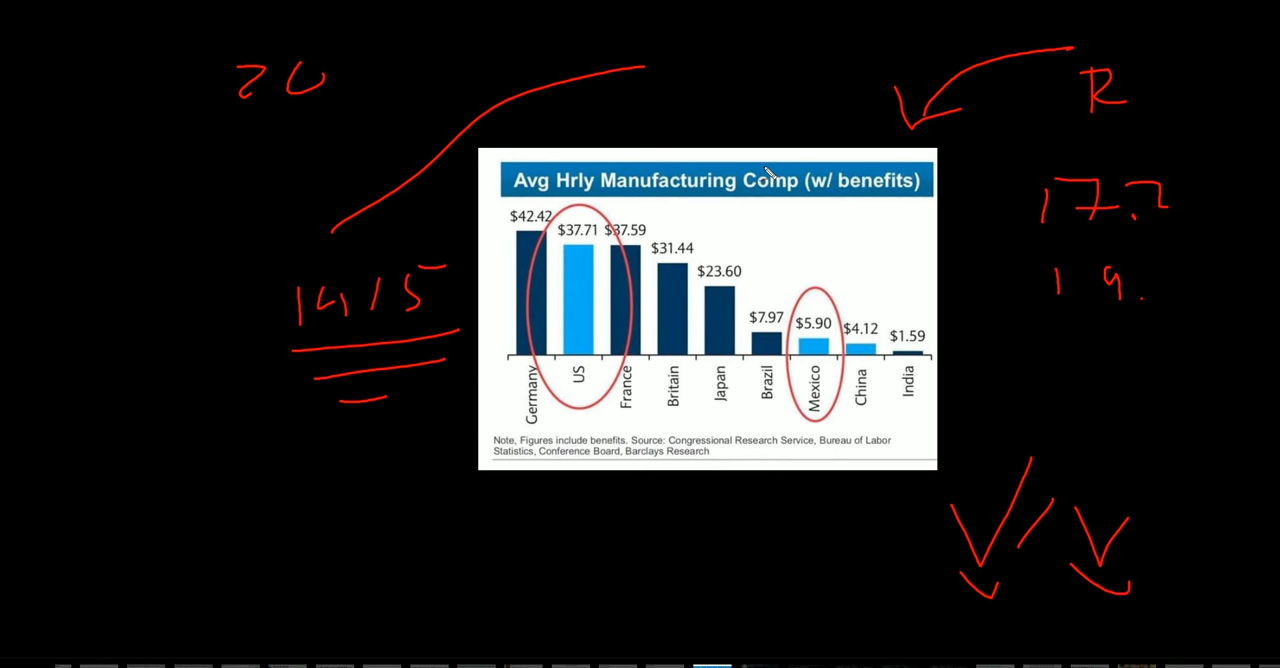 20
R
Avg Hrly Manufacturing Comp (w/ benefits)
17.2
19.
14/15
$42.42 $37.71 $37.59 $31.44 $23.60 $7.97 $5.90 $4.12 $1.59
Germany US France Britain Japan Brazil Mexico China India
Note, Figures include benefits. Source: Congressional Research Service, Bureau of Labor
Statistics, Conference Board, Barclays Research